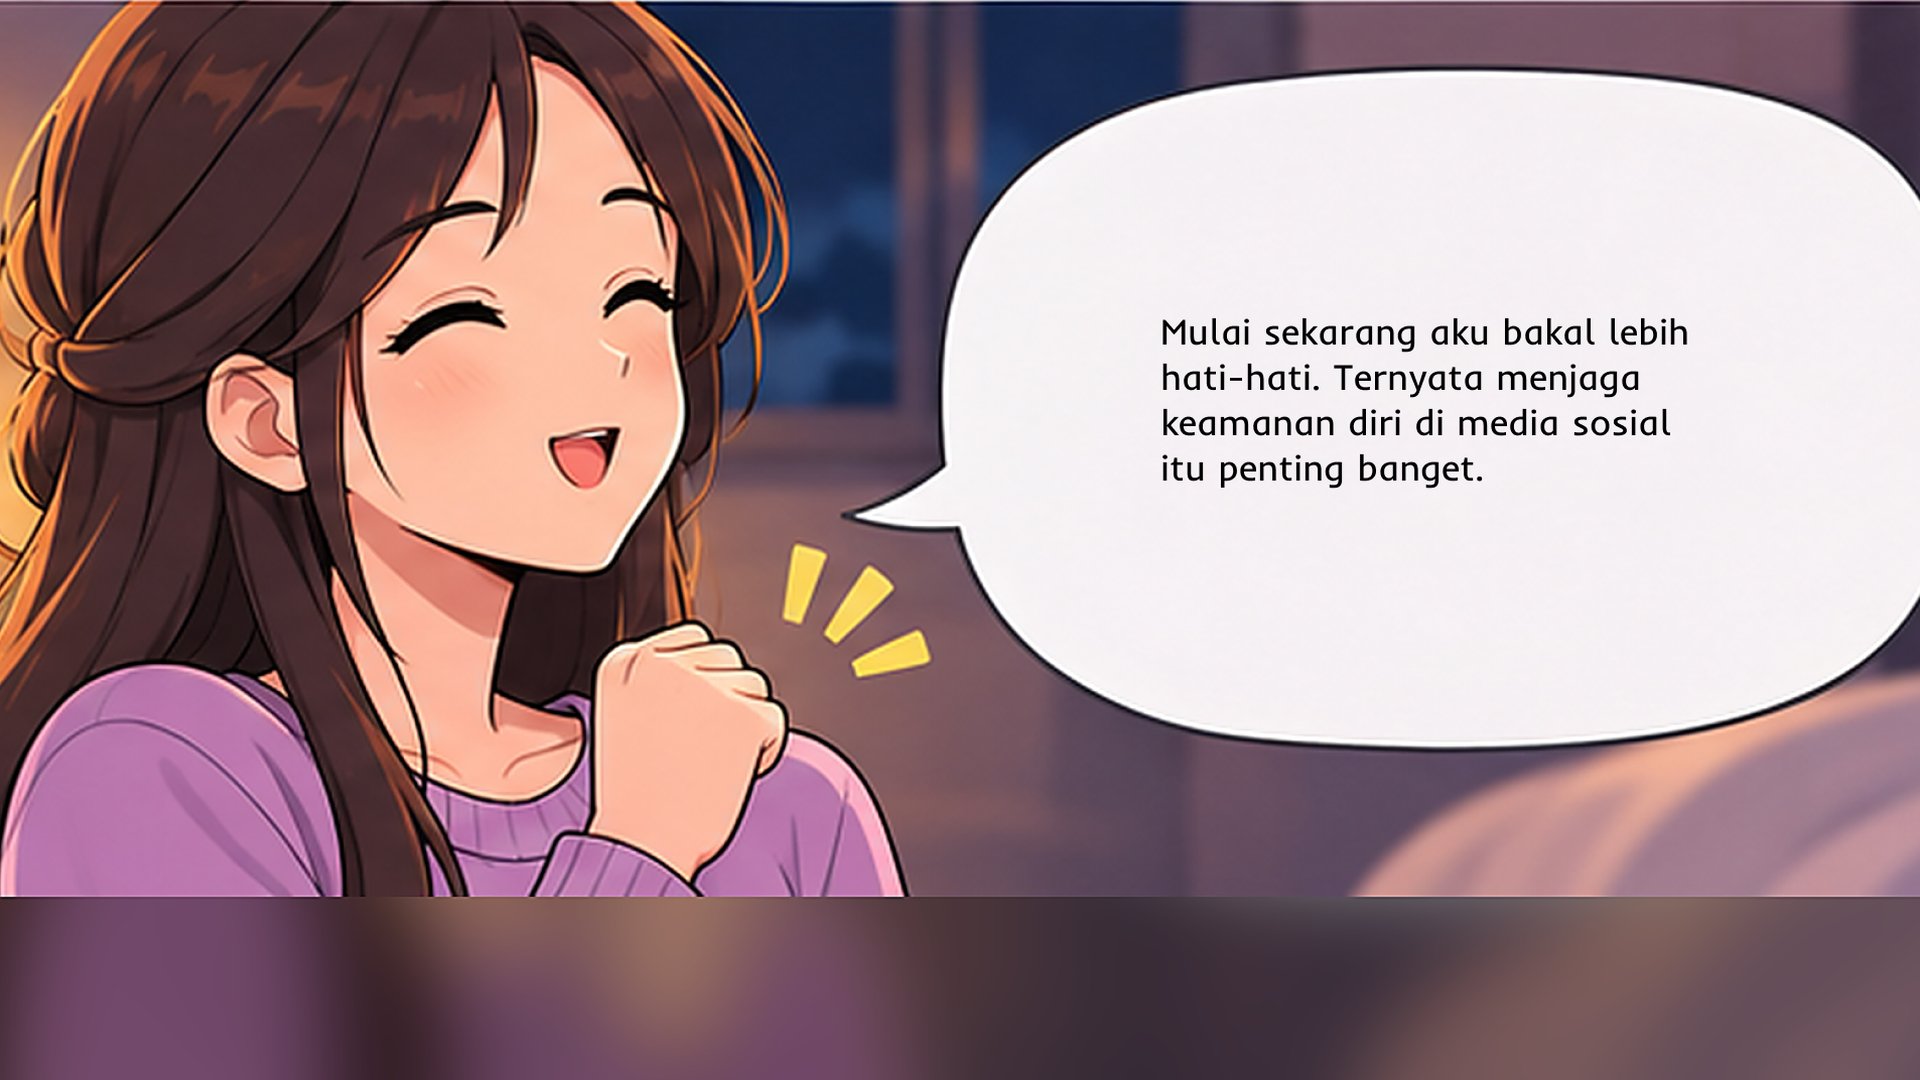 Mulai sekarang aku bakal lebih
hati-hati. Ternyata menjaga
keamanan diri di media sosial
itu penting banget.